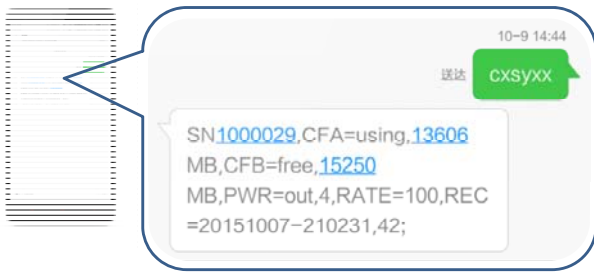 10-9 14:44
送达 cxsyxx
SN1000029,CFA=using,13606
MB,CFB=free,15250
MB,PWR=out,4,RATE=100,REC
=20151007-210231,42;